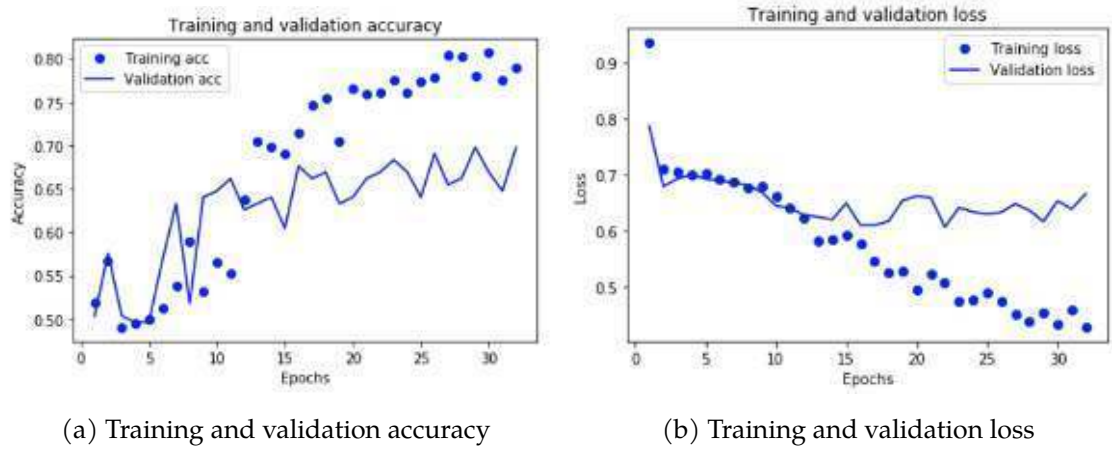 Training and validation accuracy
Training acc
Validation acc
0.80
0.75
0.70
0.65
0.60
0.55
0.50
Accuracy
0 5 10 15 20 25 30
Epochs
(a) Training and validation accuracy
Training and validation loss
Training loss
Validation loss
0.9
0.8
0.7
0.6
0.5
Loss
0 5 10 15 20 25 30
Epochs
(b) Training and validation loss